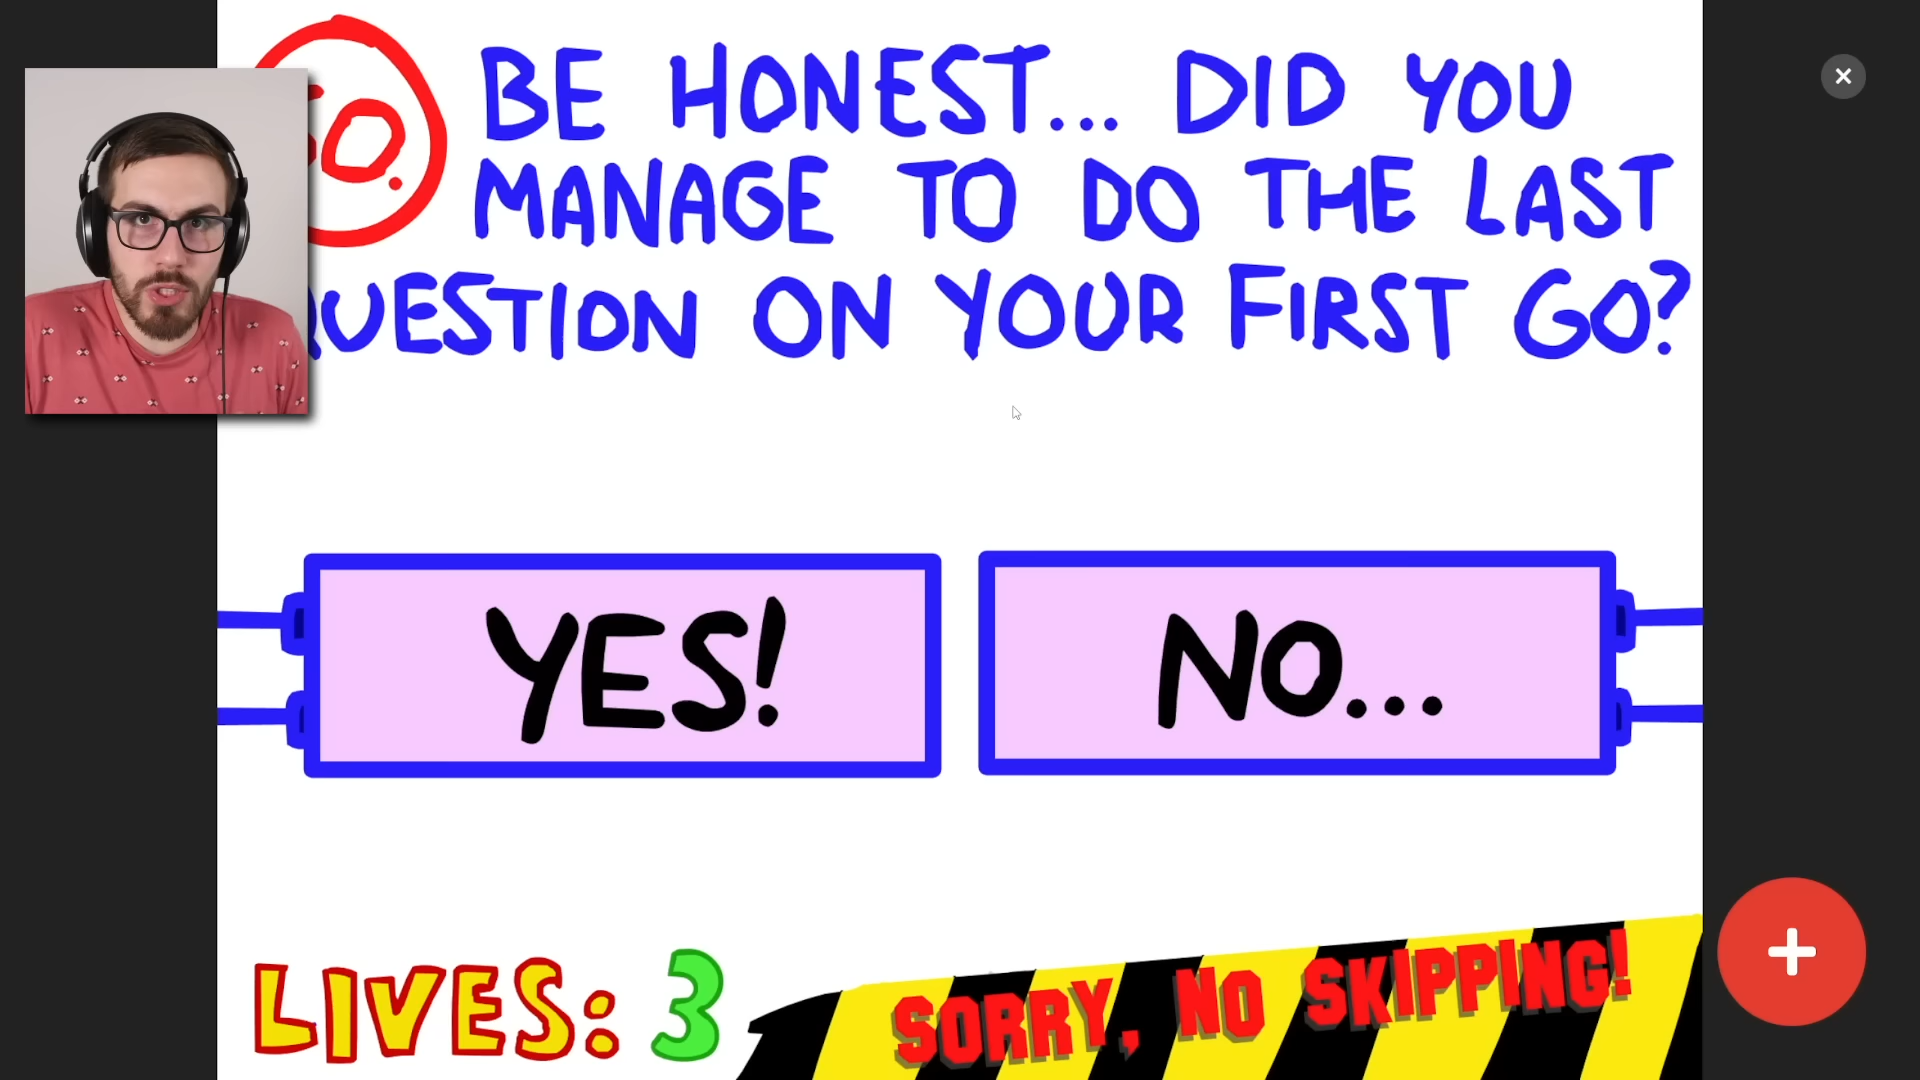 BE HONEST... DID YOU
MANAGE TO DO THE LAST
QUESTION ON YOUR FIRST GO?
YES!
NO...
LIVES: 3
SORRY, NO SKIPPING!